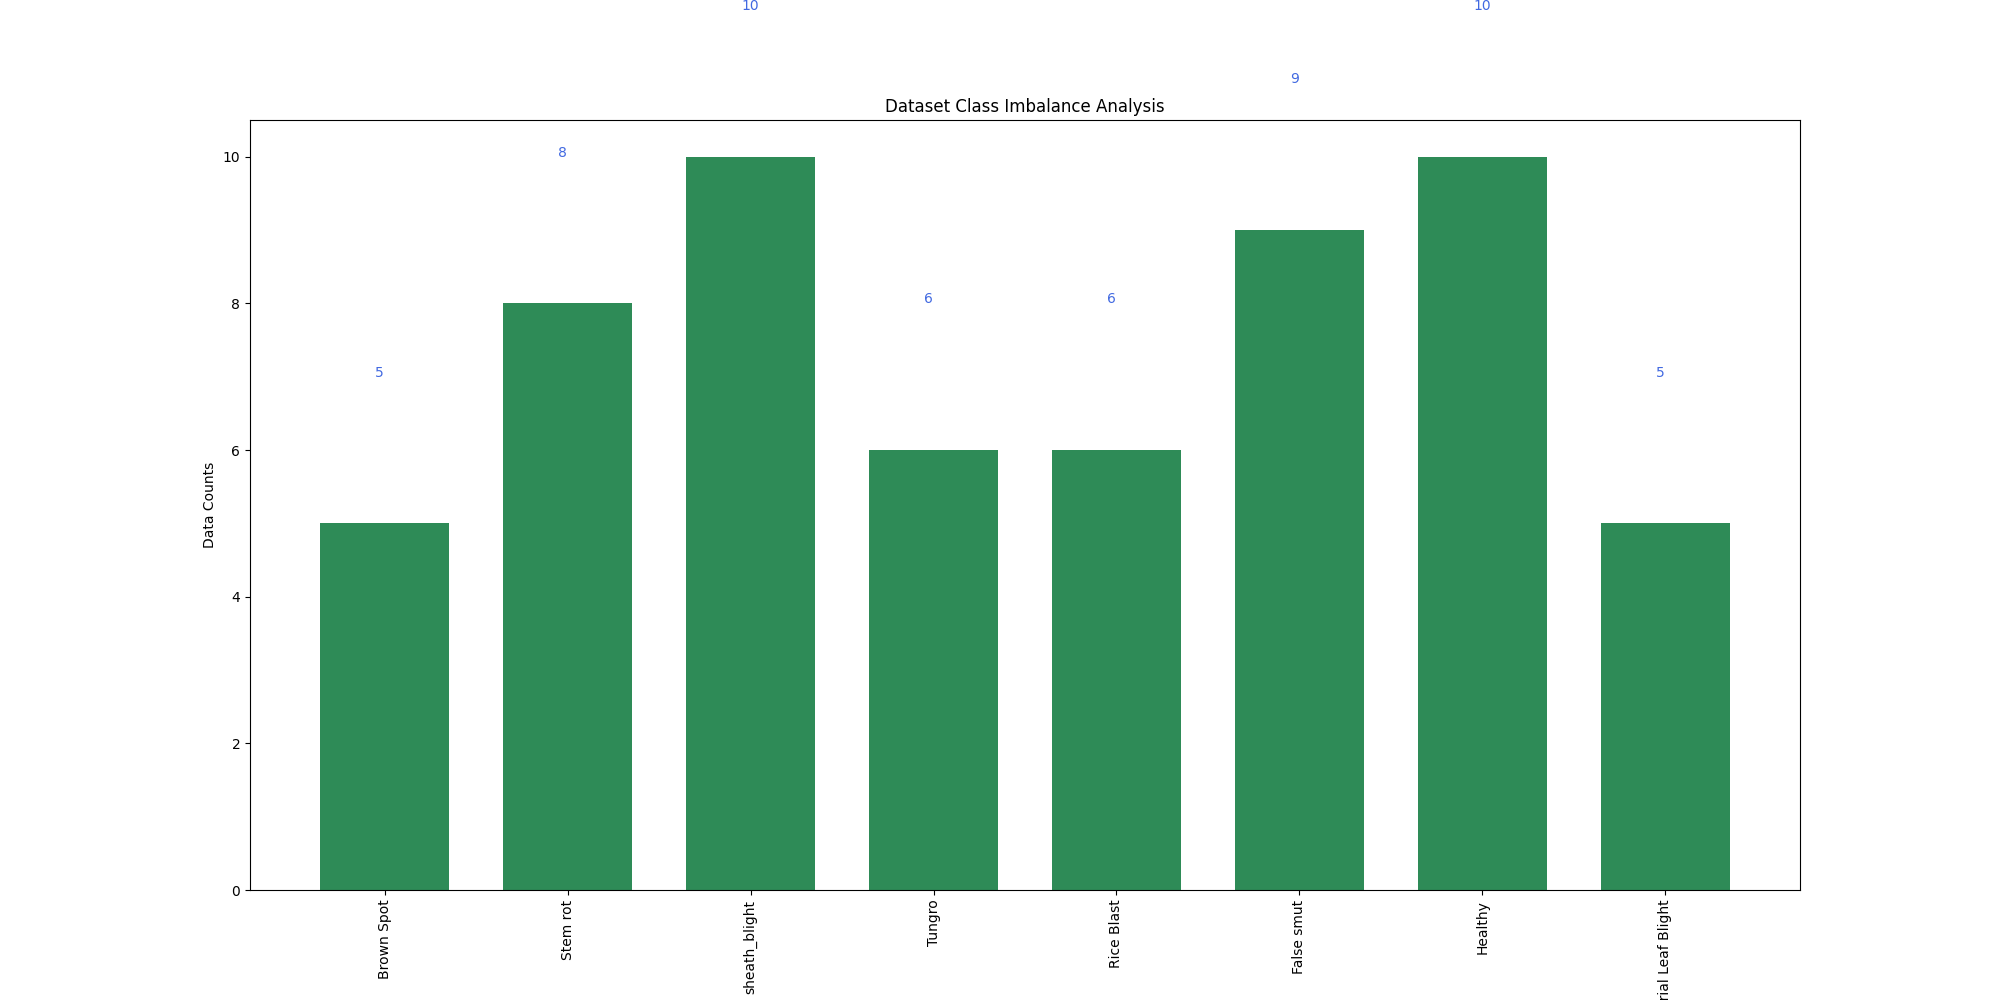 10 10
9
Dataset Class Imbalance Analysis
10
8
8
6 6
5 5
6
Data Counts
4
2
0
Brown Spot
Stem rot
sheath_blight
Tungro
Rice Blast
False smut
Healthy
Leaf Blight